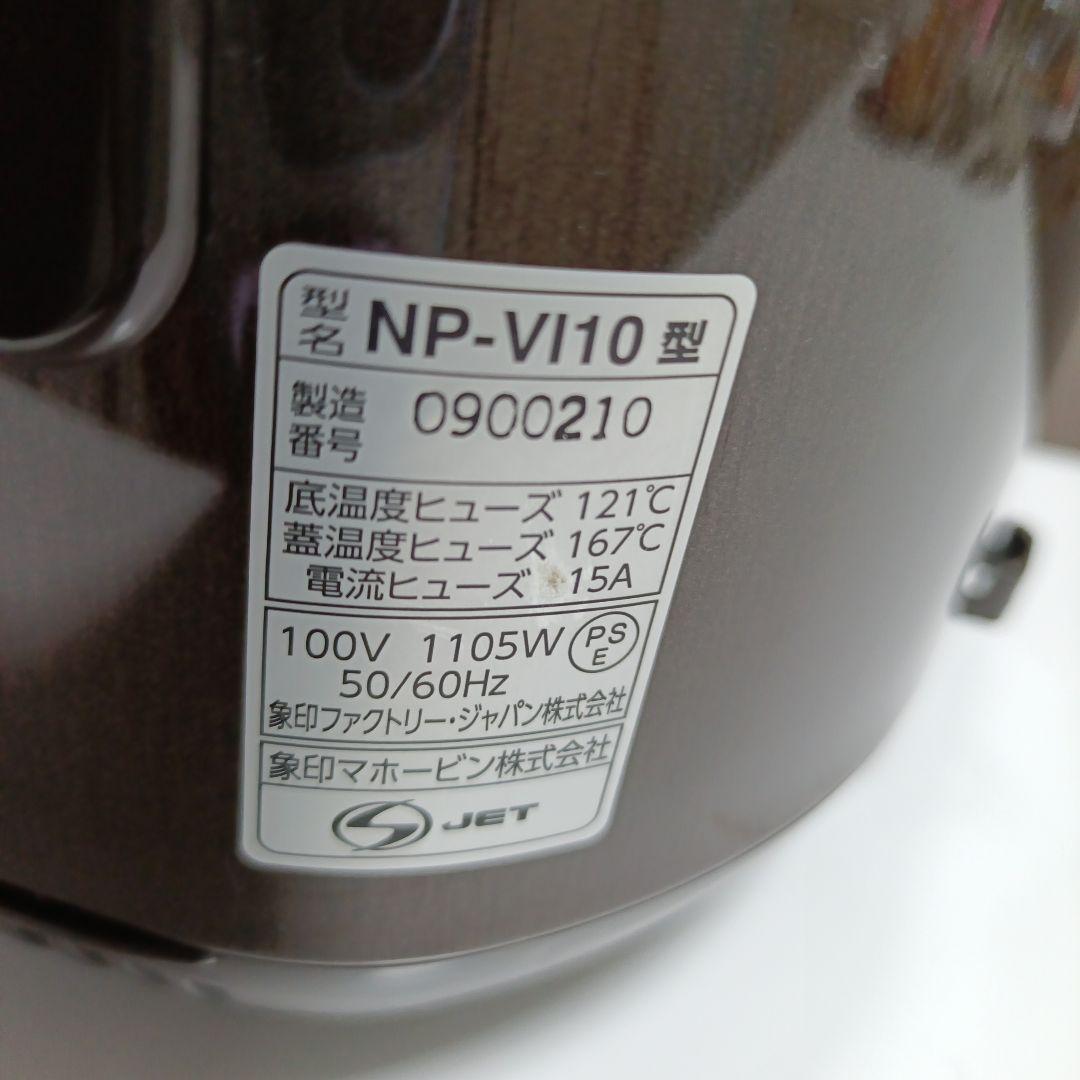 型名 NP-VI10 型
製造番号 0900210
底温度ヒューズ 121℃
蓋温度ヒューズ 167℃
電流ヒューズ 15A
100V 1105W PSE
50/60Hz
象印ファクトリー・ジャパン株式会社
象印マホービン株式会社
JET